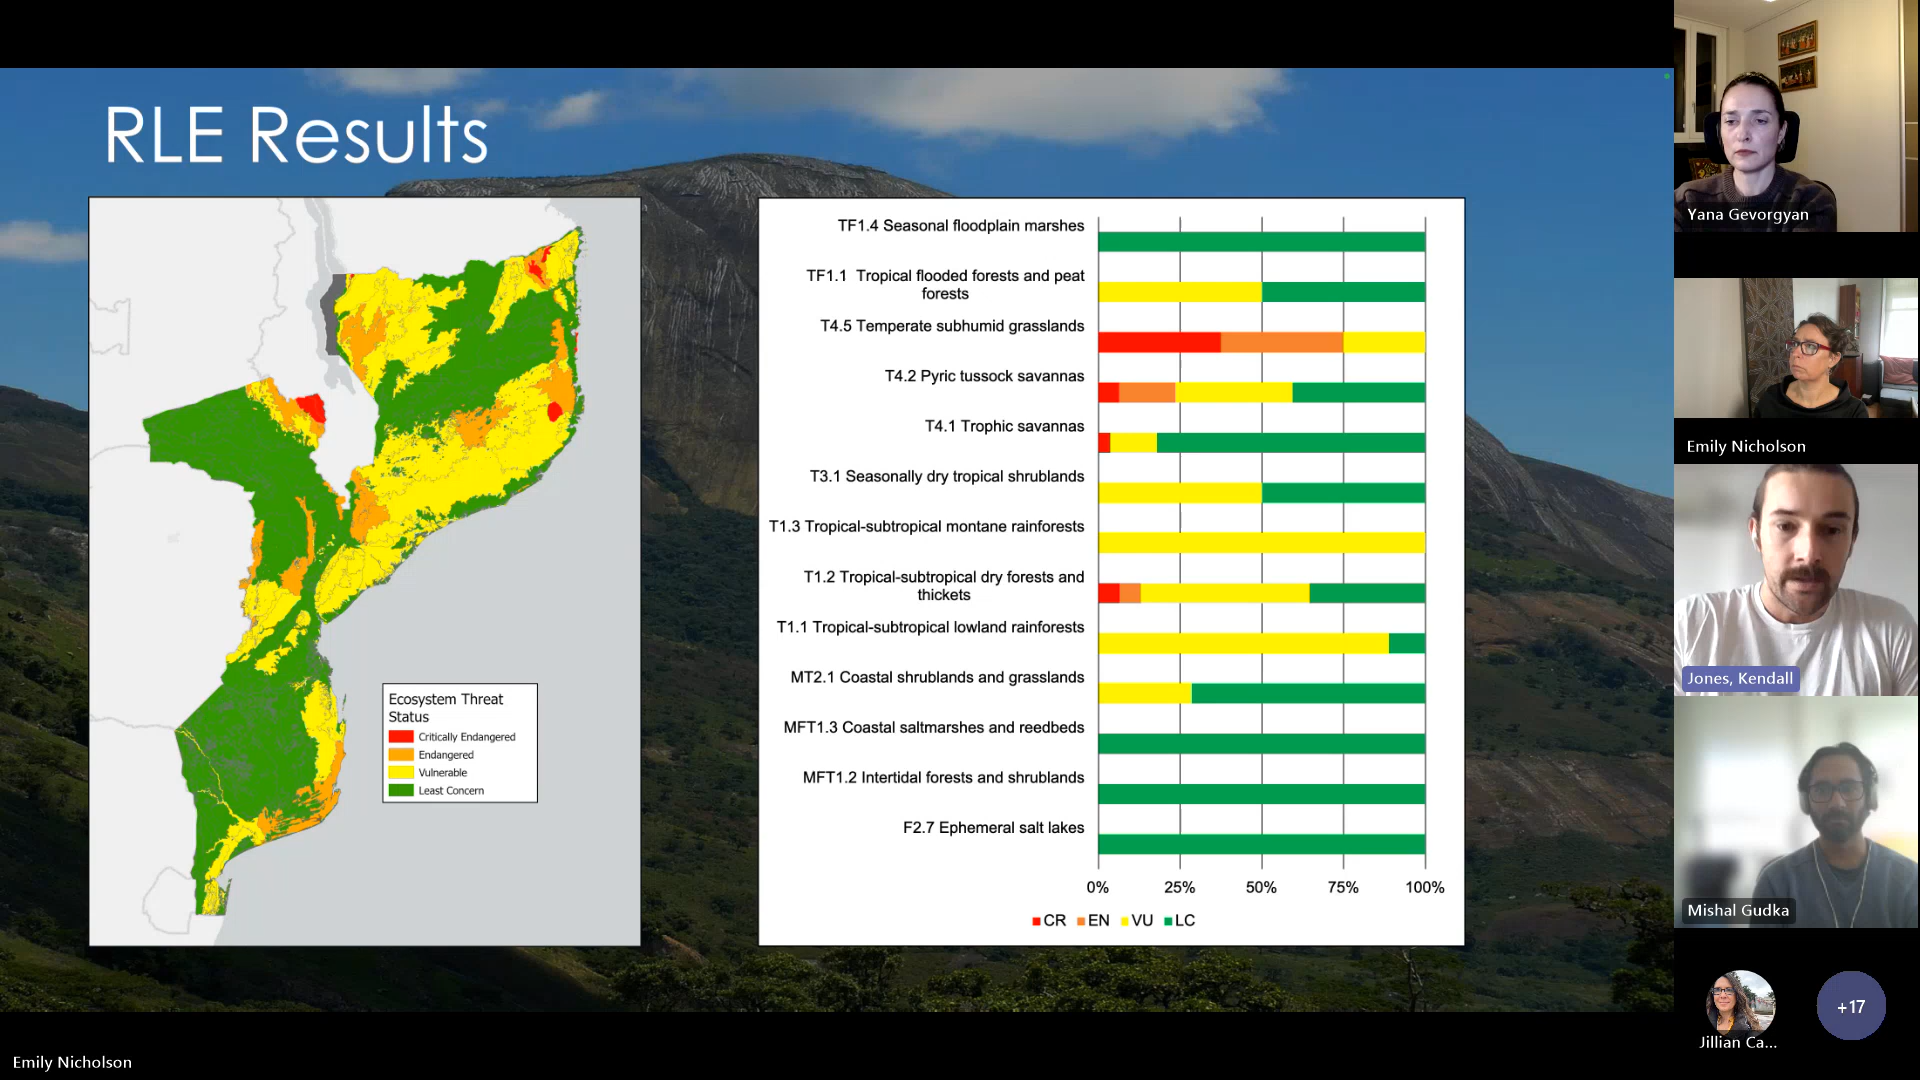 RLE Results
Ecosystem Threat
Status
Critically Endangered
Endangered
Vulnerable
Least Concern
TF1.4 Seasonal floodplain marshes
TF1.1 Tropical flooded forests and peat
forests
T4.5 Temperate subhumid grasslands
T4.2 Pyric tussock savannas
T4.1 Trophic savannas
T3.1 Seasonally dry tropical shrublands
T1.3 Tropical-subtropical montane rainforests
T1.2 Tropical-subtropical dry forests and
thickets
T1.1 Tropical-subtropical lowland rainforests
MT2.1 Coastal shrublands and grasslands
MFT1.3 Coastal saltmarshes and reedbeds
MFT1.2 Intertidal forests and shrublands
F2.7 Ephemeral salt lakes
0% 25% 50% 75% 100%
CR EN VU LC
Yana Gevorgyan
Emily Nicholson
Jones, Kendall
Mishal Gudka
Jillian Ca...
+17
Emily Nicholson